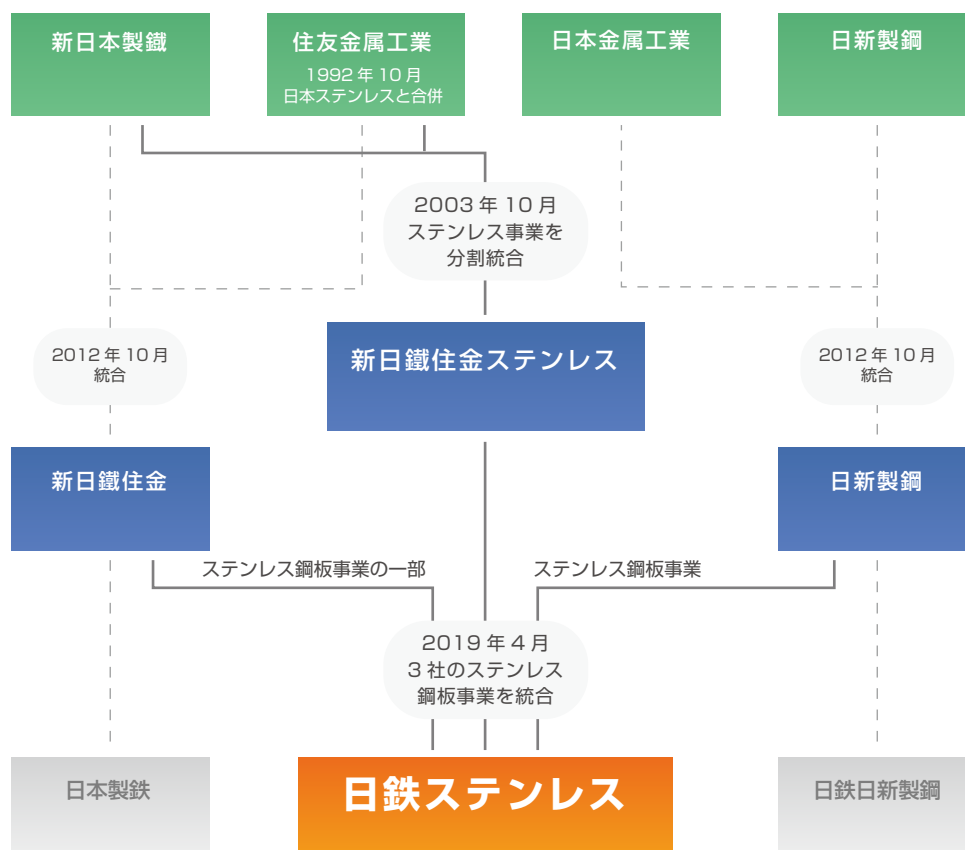 新日本製鐵
住友金属工業
1992年10月
日本ステンレスと合併
日本金属工業
日新製鋼
2003年10月
ステンレス事業を
分割統合
2012年10月
統合
新日鐵住金ステンレス
2012年10月
統合
新日鐵住金
日新製鋼
ステンレス鋼板事業の一部
ステンレス鋼板事業
2019年4月
3社のステンレス
鋼板事業を統合
日本製鉄
日鉄ステンレス
日鉄日新製鋼